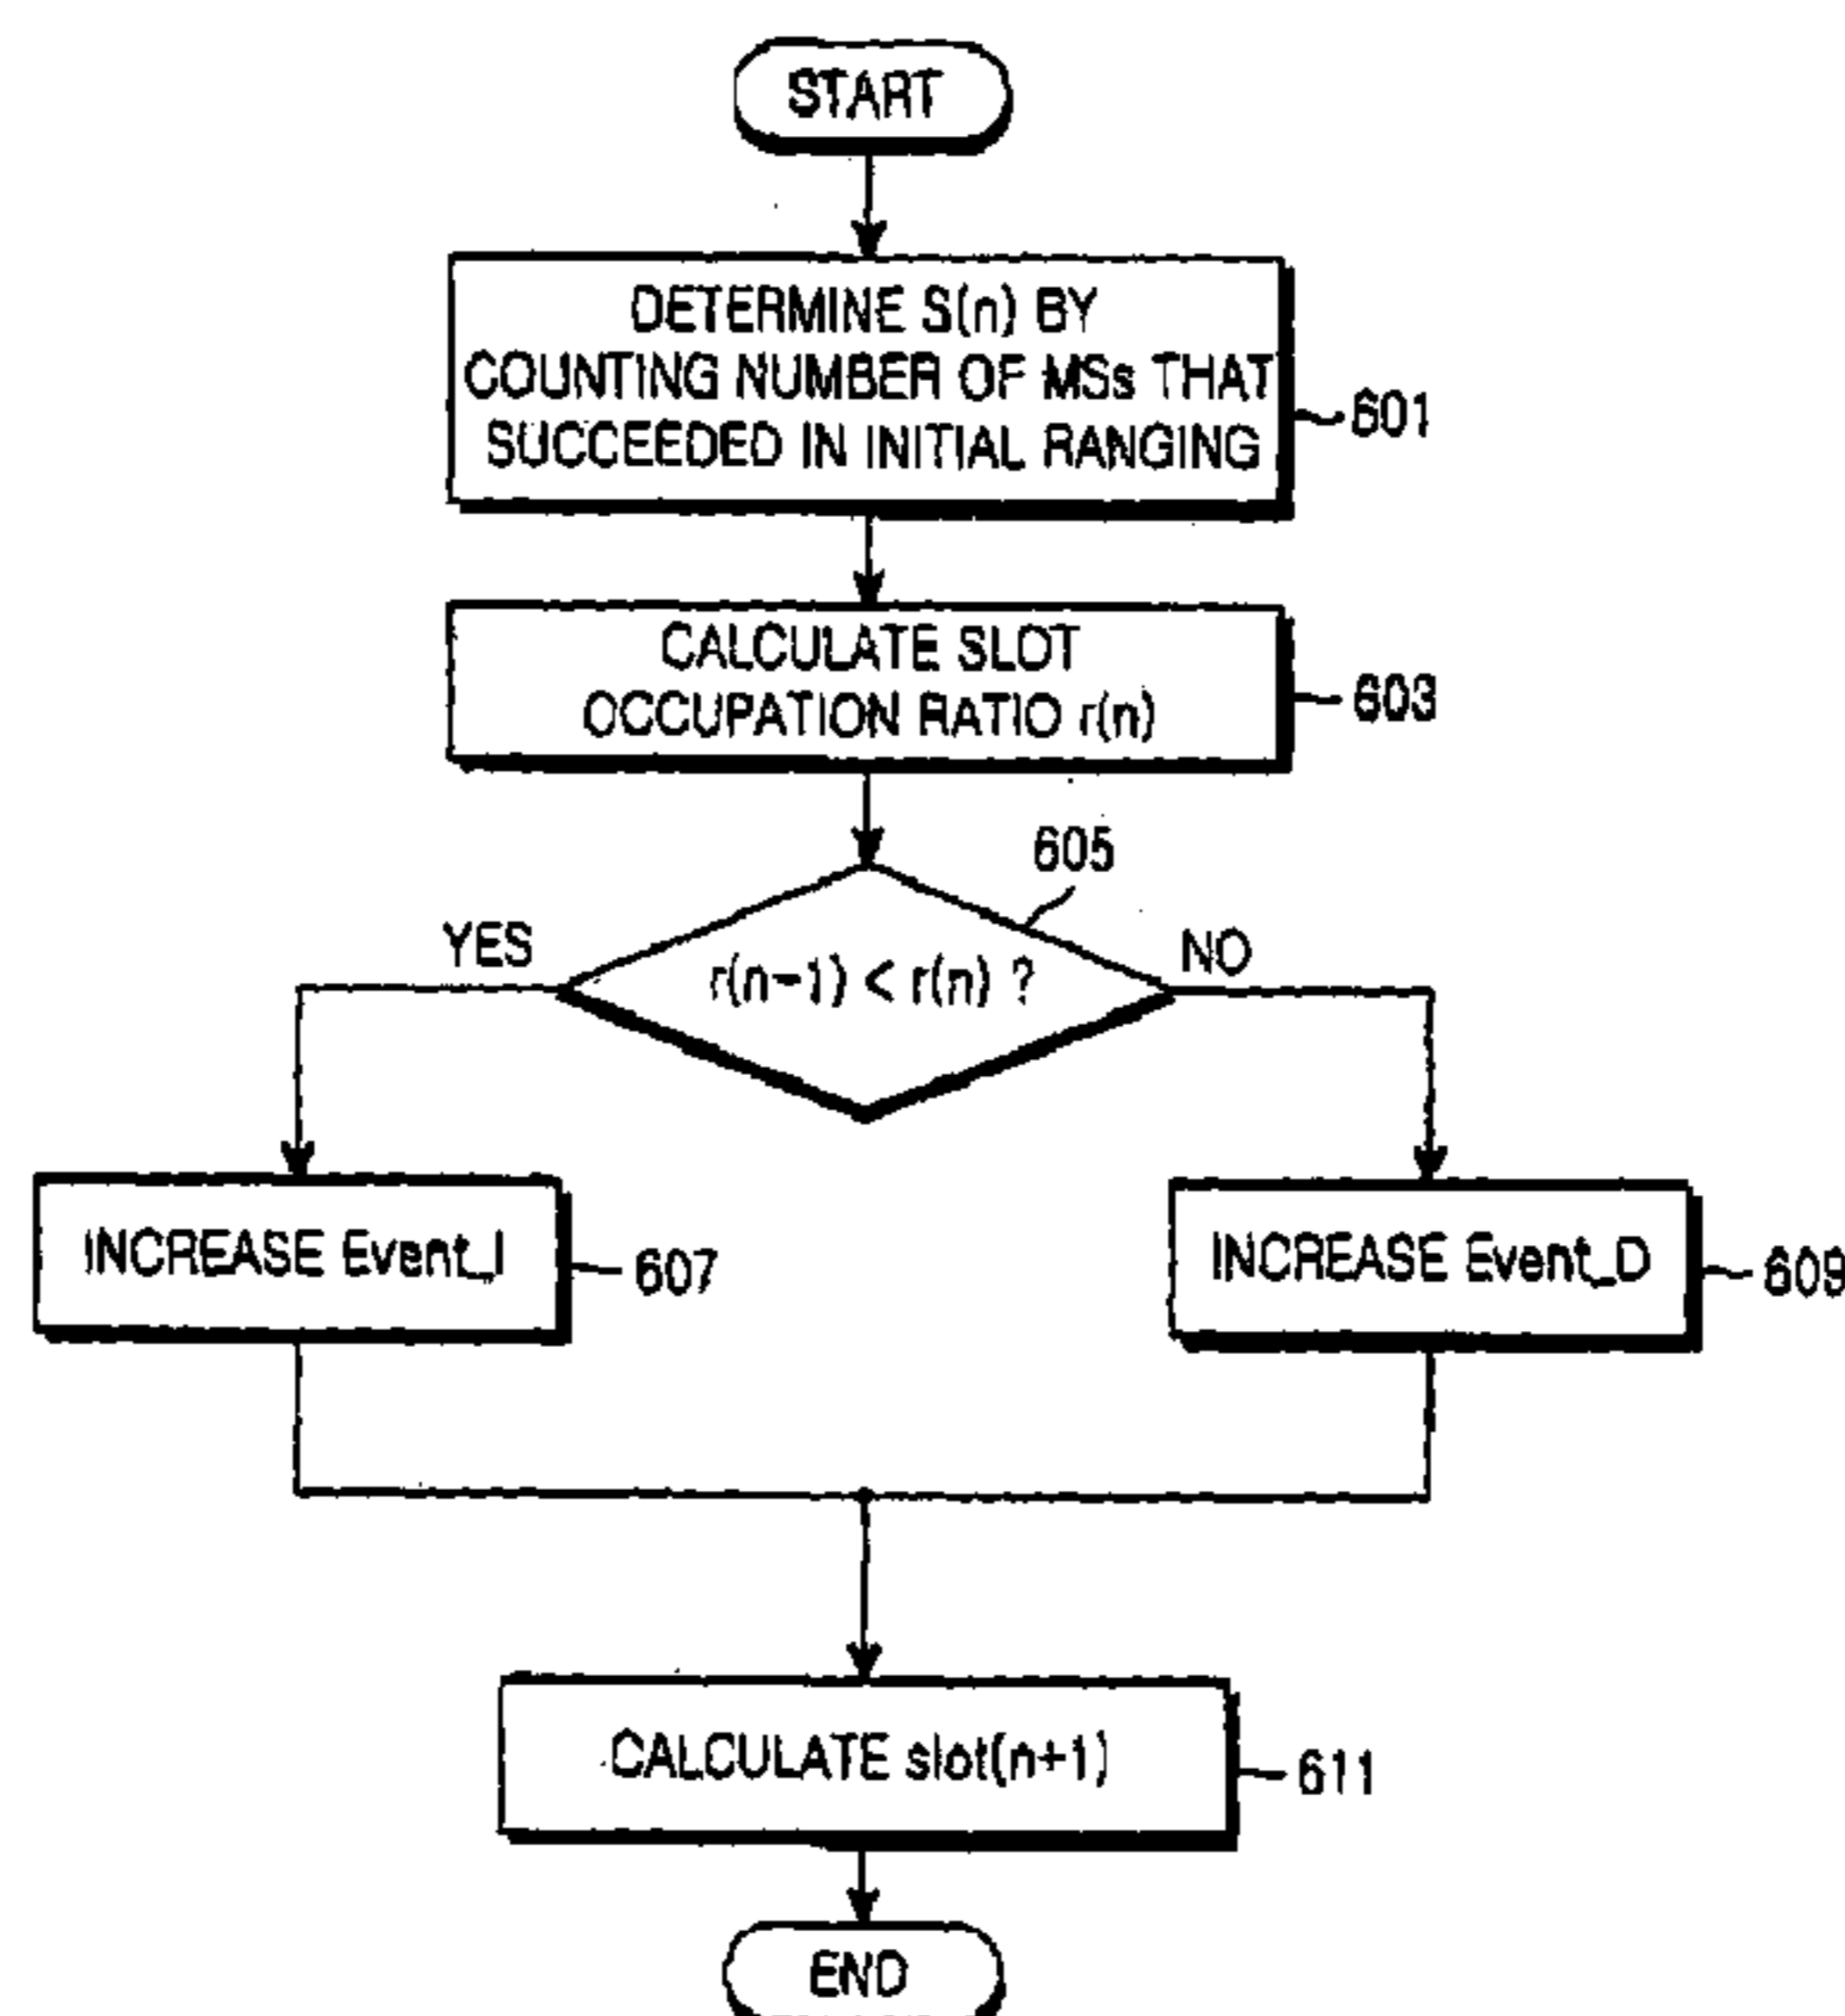 START
DETERMINE S(n) BY
COUNTING NUMBER OF MSs THAT
SUCCEEDED IN INITIAL RANGING
601
CALCULATE SLOT
OCCUPATION RATIO r(n)
603
605
YES
r(n-1) < r(n) ?
NO
INCREASE Event_I
607
INCREASE Event_D
609
CALCULATE slot(n+1)
611
END